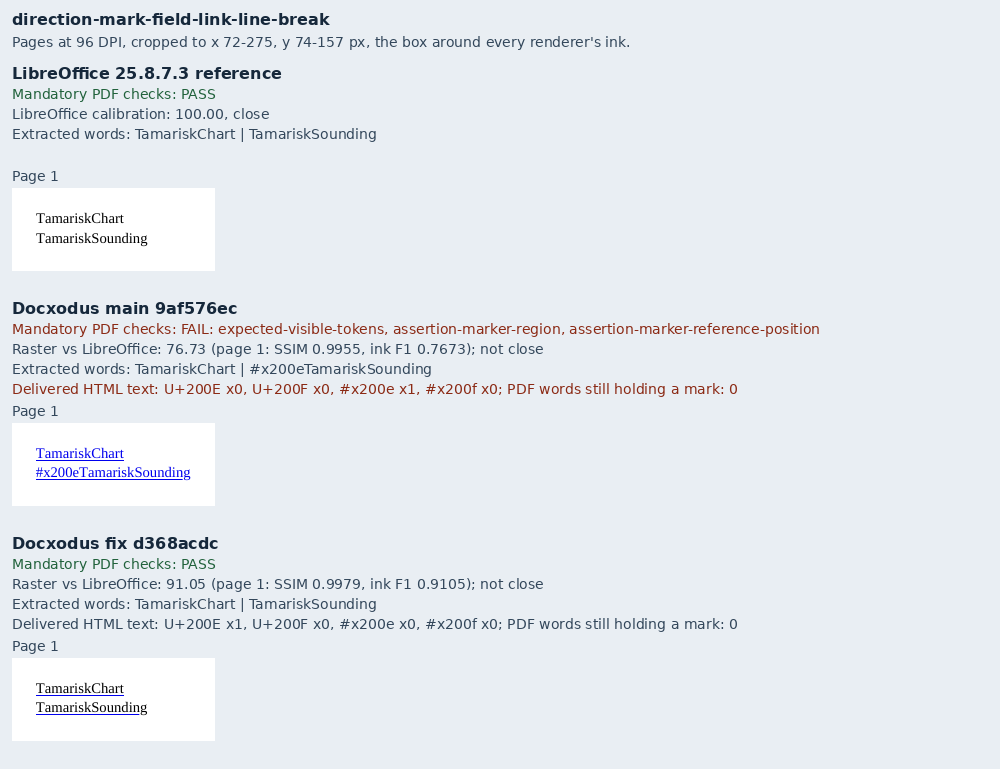 direction-mark-field-link-line-break
Pages at 96 DPI, cropped to x 72-275, y 74-157 px, the box around every renderer's ink.
LibreOffice 25.8.7.3 reference
Mandatory PDF checks: PASS
LibreOffice calibration: 100.00, close
Extracted words: TamariskChart | TamariskSounding
Page 1
TamariskChart
TamariskSounding
Docxodus main 9af576ec
Mandatory PDF checks: FAIL: expected-visible-tokens, assertion-marker-region, assertion-marker-reference-position
Raster vs LibreOffice: 76.73 (page 1: SSIM 0.9955, ink F1 0.7673); not close
Extracted words: TamariskChart | #x200eTamariskSounding
Delivered HTML text: U+200E x0, U+200F x0, #x200e x1, #x200f x0; PDF words still holding a mark: 0
Page 1
TamariskChart
#x200eTamariskSounding
Docxodus fix d368acdc
Mandatory PDF checks: PASS
Raster vs LibreOffice: 91.05 (page 1: SSIM 0.9979, ink F1 0.9105); not close
Extracted words: TamariskChart | TamariskSounding
Delivered HTML text: U+200E x1, U+200F x0, #x200e x0, #x200f x0; PDF words still holding a mark: 0
Page 1
TamariskChart
TamariskSounding